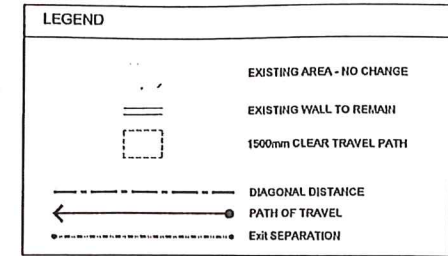 LEGEND
EXISTING AREA - NO CHANGE
EXISTING WALL TO REMAIN
1500mm CLEAR TRAVEL PATH
DIAGONAL DISTANCE
PATH OF TRAVEL
Exit SEPARATION